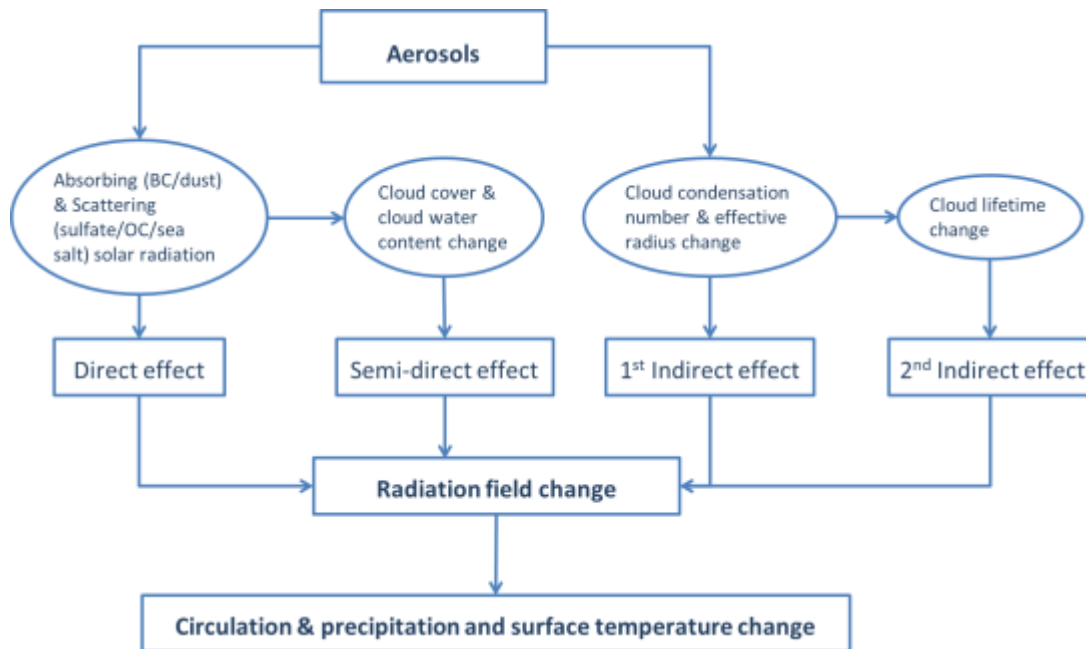 Aerosols
Absorbing (BC/dust)
& Scattering
(sulfate/OC/sea
salt) solar radiation
Cloud cover &
cloud water
content change
Cloud condensation
number & effective
radius change
Cloud lifetime
change
Direct effect
Semi-direct effect
1st Indirect effect
2nd Indirect effect
Radiation field change
Circulation & precipitation and surface temperature change